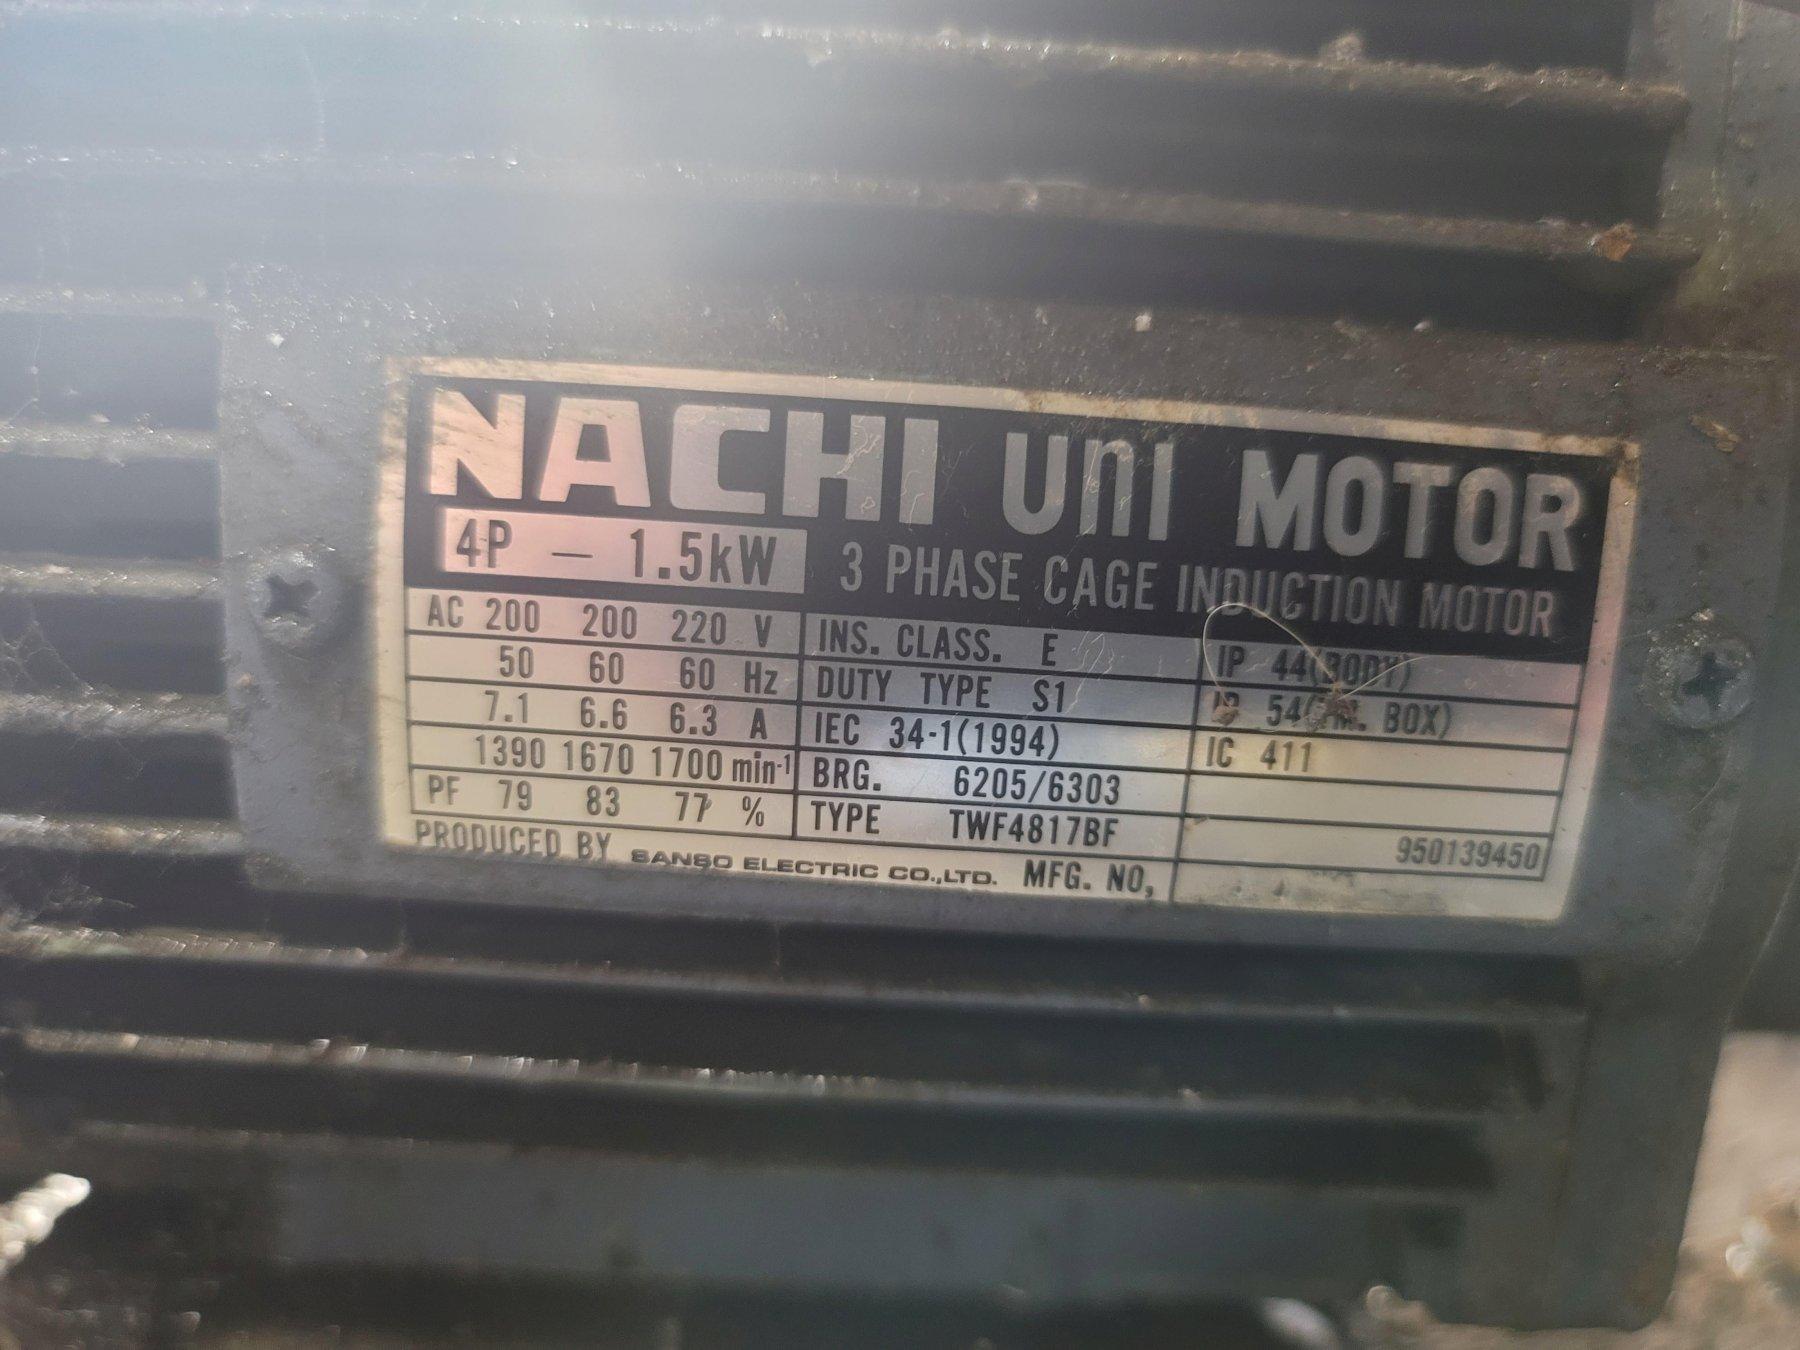 NACHI uni MOTOR
4P - 1.5kW 3 PHASE CAGE INDUCTION MOTOR
AC 200 200 220 V INS. CLASS. E IP 44(BODY)
50 60 60 Hz DUTY TYPE S1 IP 54(TM. BOX)
7.1 6.6 6.3 A IEC 34-1(1994) IC 411
1390 1670 1700 min-1 BRG. 6205/6303
PF 79 83 77 % TYPE TWF4817BF 950139450
PRODUCED BY SANSO ELECTRIC CO.,LTD. MFG. NO,